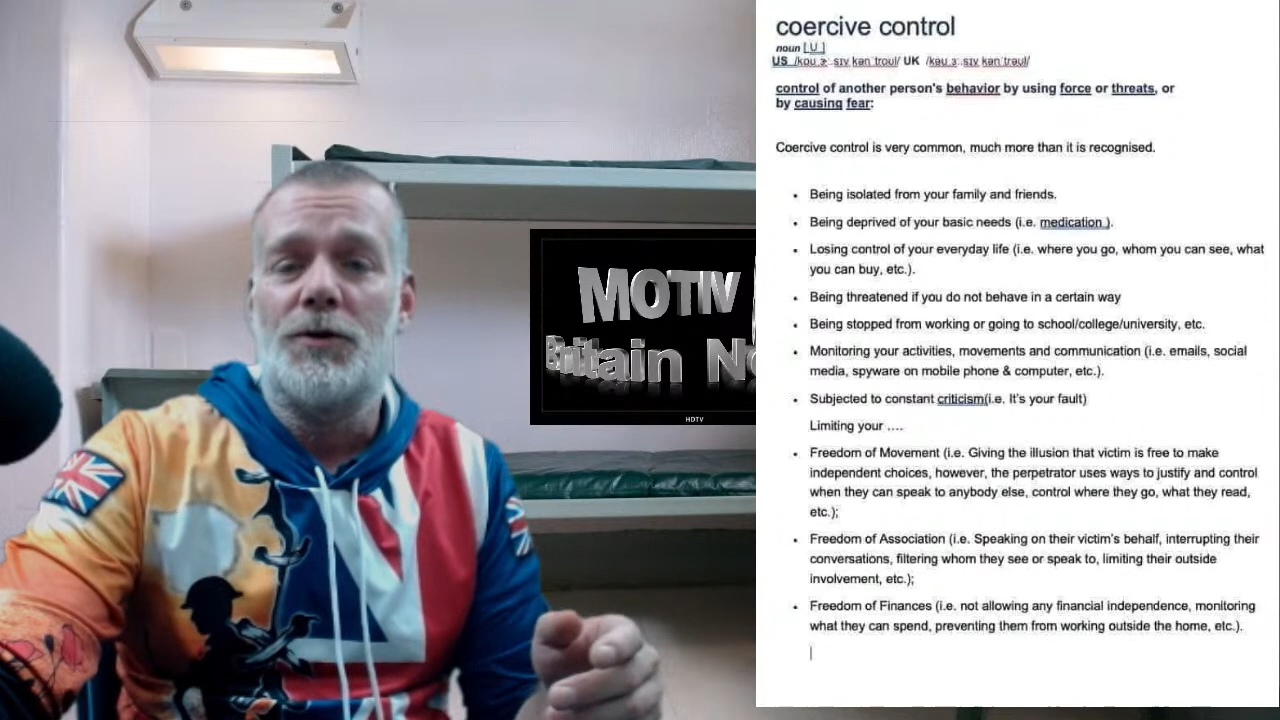 coercive control
noun [ U ]
US /koʊˌɝː.sɪv kənˈtroʊl/ UK /kəʊˌɜː.sɪv kənˈtrəʊl/
control of another person's behavior by using force or threats, or
by causing fear:
Coercive control is very common, much more than it is recognised.
• Being isolated from your family and friends.
• Being deprived of your basic needs (i.e. medication ).
• Losing control of your everyday life (i.e. where you go, whom you can see, what
you can buy, etc.).
• Being threatened if you do not behave in a certain way
• Being stopped from working or going to school/college/university, etc.
• Monitoring your activities, movements and communication (i.e. emails, social
media, spyware on mobile phone & computer, etc.).
• Subjected to constant criticism(i.e. It's your fault)
Limiting your ….
• Freedom of Movement (i.e. Giving the illusion that victim is free to make
independent choices, however, the perpetrator uses ways to justify and control
when they can speak to anybody else, control where they go, what they read,
etc.);
• Freedom of Association (i.e. Speaking on their victim's behalf, interrupting their
conversations, filtering whom they see or speak to, limiting their outside
involvement, etc.);
• Freedom of Finances (i.e. not allowing any financial independence, monitoring
what they can spend, preventing them from working outside the home, etc.).
MOTIV
Britain No
HDTV